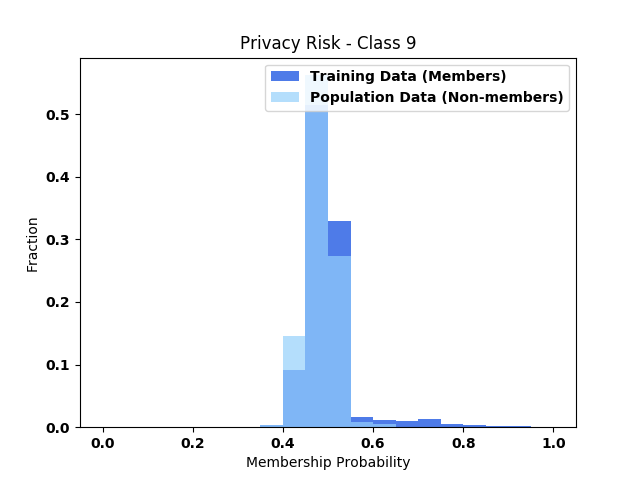 Privacy Risk - Class 9
Training Data (Members)
Population Data (Non-members)
Fraction
0.5
0.4
0.3
0.2
0.1
0.0
0.0 0.2 0.4 0.6 0.8 1.0
Membership Probability